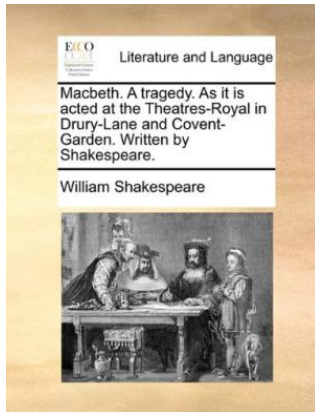 ECCO
Literature and Language
Macbeth. A tragedy. As it is
acted at the Theatres-Royal in
Drury-Lane and Covent-
Garden. Written by
Shakespeare.
William Shakespeare